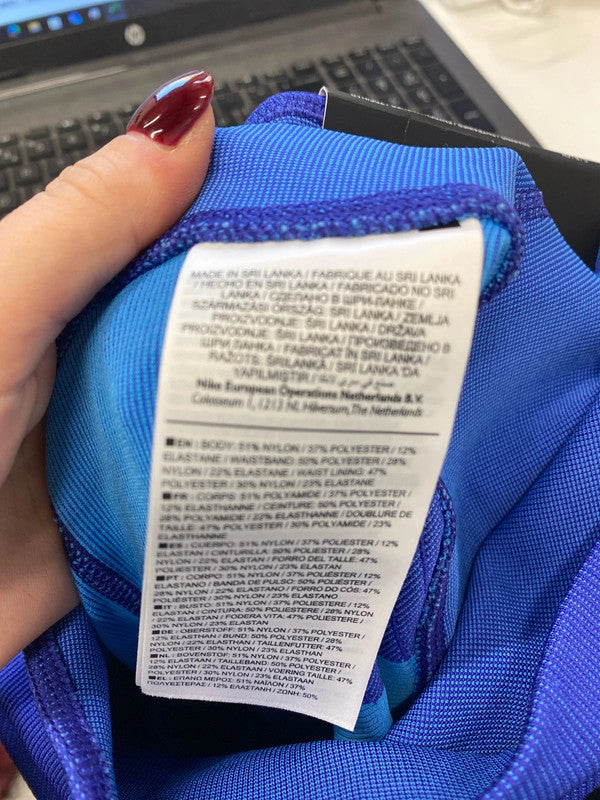 MADE IN SRI LANKA / FABRIQUE AU SRI LANKA
/ HECHO EN SRI LANKA / FABRICADO NO SRI
LANKA / СДЕЛАНО В ШРИ-ЛАНКЕ /
SZÁRMAZÁSI ORSZÁG: SRI LANKA / ZEMLJA
PROIZVODNJE: ŠRI LANKA / DRŽAVA
PROIZVODNJE: ŠRI LANKA / ПРОИЗВЕДЕНО В
ШРИ ЛАНКА / FABRICAT ÎN SRI LANKA /
RAŽOTS: ŠRILANKĀ / SRI LANKA'DA
YAPILMIŞTIR /
Nike European Operations Netherlands B.V.
Colosseum 1, 1213 NL Hilversum, The Netherlands
EN : BODY: 51% NYLON / 37% POLYESTER / 12%
ELASTANE / WAISTBAND: 50% POLYESTER / 28%
NYLON / 22% ELASTANE / WAIST LINING: 47%
POLYESTER / 30% NYLON / 23% ELASTANE
FR : CORPS: 51% POLYAMIDE / 37% POLYESTER /
12% ELASTHANNE / CEINTURE: 50% POLYESTER /
28% POLYAMIDE / 22% ELASTHANNE / DOUBLURE DE
TAILLE: 47% POLYESTER / 30% POLYAMIDE / 23%
ELASTHANNE
ES : CUERPO: 51% NYLON / 37% POLIÉSTER / 12%
ELASTAN / CINTURILLA: 50% POLIÉSTER / 28%
NYLON / 22% ELASTAN / FORRO DEL TALLE: 47%
POLIÉSTER / 30% NYLON / 23% ELASTAN
PT : CORPO: 51% NYLON / 37% POLIÉSTER / 12%
ELASTANO / BANDA DE PULSO: 50% POLIÉSTER /
28% NYLON / 22% ELASTANO / FORRO DO CÓS: 47%
POLIÉSTER / 30% NYLON / 23% ELASTANO
IT : BUSTO: 51% NYLON / 37% POLIESTERE / 12%
ELASTAN / CINTURA: 50% POLIESTERE / 28% NYLON
/ 22% ELASTAN / FODERA VITA: 47% POLIESTERE /
30% NYLON / 23% ELASTAN
DE : OBERSTOFF: 51% NYLON / 37% POLYESTER /
12% ELASTHAN / BUND: 50% POLYESTER / 28%
NYLON / 22% ELASTHAN / TAILLENFUTTER: 47%
POLYESTER / 30% NYLON / 23% ELASTHAN
NL : BOVENSTOF: 51% NYLON / 37% POLYESTER /
12% ELASTAAN / TAILLEBAND: 50% POLYESTER /
28% NYLON / 22% ELASTAAN / VOERING TAILLE: 47%
POLYESTER / 30% NYLON / 23% ELASTAAN
EL : ΕΠΑΝΩ ΜΕΡΟΣ: 51% ΝΑΪΛΟΝ / 37%
ΠΟΛΥΕΣΤΕΡΑΣ / 12% ΕΛΑΣΤΑΝΗ / ΖΩΝΗ: 50%